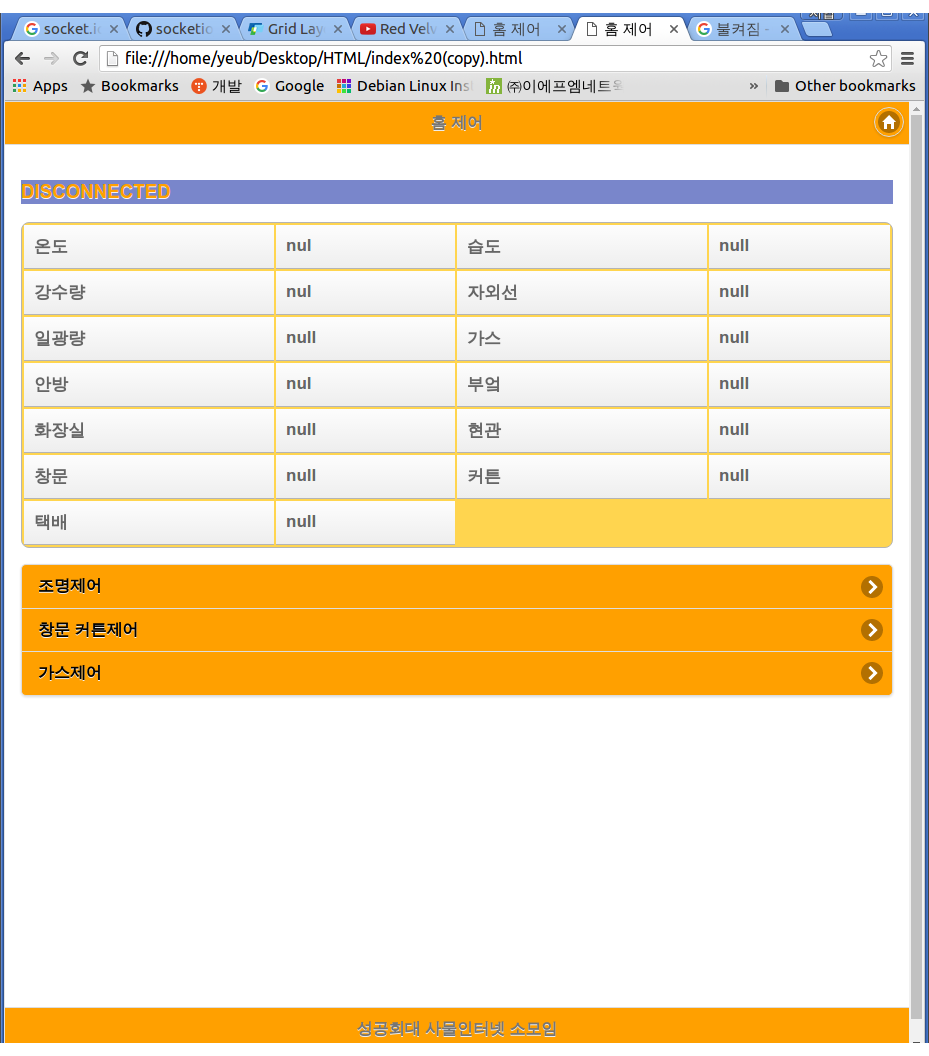 socket.i
socketio
Grid Lay
Red Velv
홈 제어
홈 제어
불켜짐 -
file:///home/yeub/Desktop/HTML/index%20(copy).html
Apps Bookmarks 개발 Google Debian Linux Ins ㈜이에프엠네트웍 » Other bookmarks
홈 제어
DISCONNECTED
온도 nul 습도 null
강수량 nul 자외선 null
일광량 null 가스 null
안방 nul 부엌 null
화장실 null 현관 null
창문 null 커튼 null
택배 null
조명제어
창문 커튼제어
가스제어
성공회대 사물인터넷 소모임